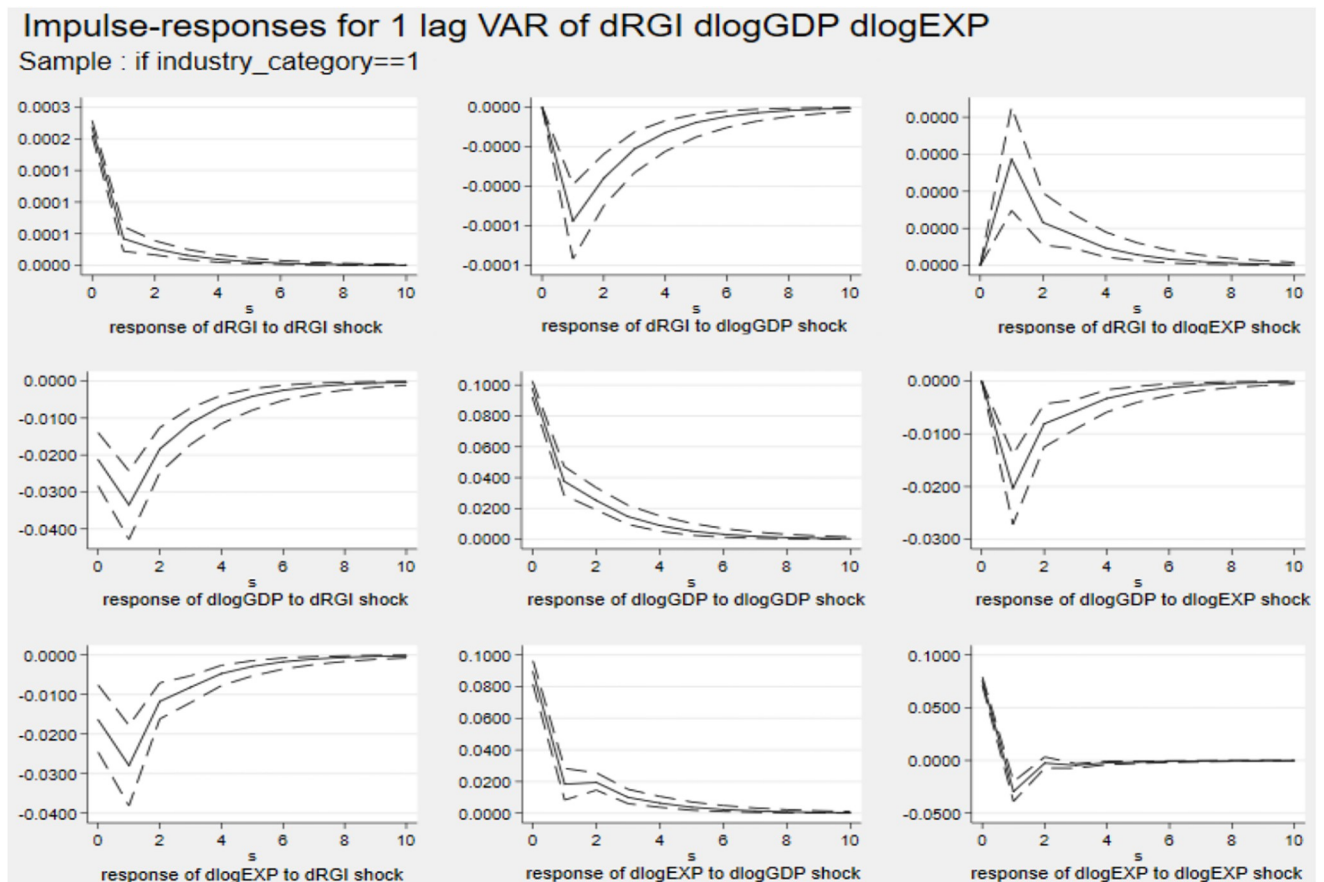 Impulse-responses for 1 lag VAR of dRGI dlogGDP dlogEXP
Sample : if industry_category==1
0.0003
0.0002
0.0001
0.0001
0.0001
0.0000
0 2 4 6 8 10
s
response of dRGI to dRGI shock
0.0000
-0.0000
-0.0000
-0.0001
-0.0001
0 2 4 6 8 10
s
response of dRGI to dlogGDP shock
0.0000
0.0000
0.0000
0.0000
0.0000
0 2 4 6 8 10
s
response of dRGI to dlogEXP shock
0.0000
-0.0100
-0.0200
-0.0300
-0.0400
0 2 4 6 8 10
s
response of dlogGDP to dRGI shock
0.1000
0.0800
0.0600
0.0400
0.0200
0.0000
0 2 4 6 8 10
s
response of dlogGDP to dlogGDP shock
0.0000
-0.0100
-0.0200
-0.0300
0 2 4 6 8 10
s
response of dlogGDP to dlogEXP shock
0.0000
-0.0100
-0.0200
-0.0300
-0.0400
0 2 4 6 8 10
s
response of dlogEXP to dRGI shock
0.1000
0.0800
0.0600
0.0400
0.0200
0.0000
0 2 4 6 8 10
s
response of dlogEXP to dlogGDP shock
0.1000
0.0500
0.0000
-0.0500
0 2 4 6 8 10
s
response of dlogEXP to dlogEXP shock